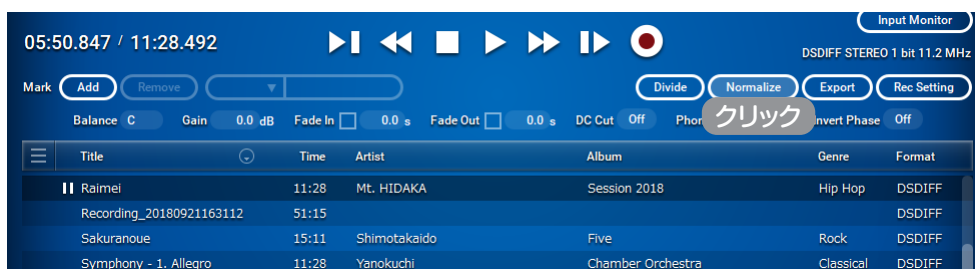 Input Monitor
05:50.847 / 11:28.492
DSDIFF STEREO 1 bit 11.2 MHz
Mark Add Remove Divide Normalize Export Rec Setting
Balance C Gain 0.0 dB Fade In 0.0 s Fade Out 0.0 s DC Cut Off クリック Invert Phase Off
Title Time Artist Album Genre Format
Raimei 11:28 Mt. HIDAKA Session 2018 Hip Hop DSDIFF
Recording_20180921163112 51:15 DSDIFF
Sakuranoue 15:11 Shimotakaido Five Rock DSDIFF
Symphony - 1. Allegro 11:28 Yanokuchi Chamber Orchestra Classical DSDIFF